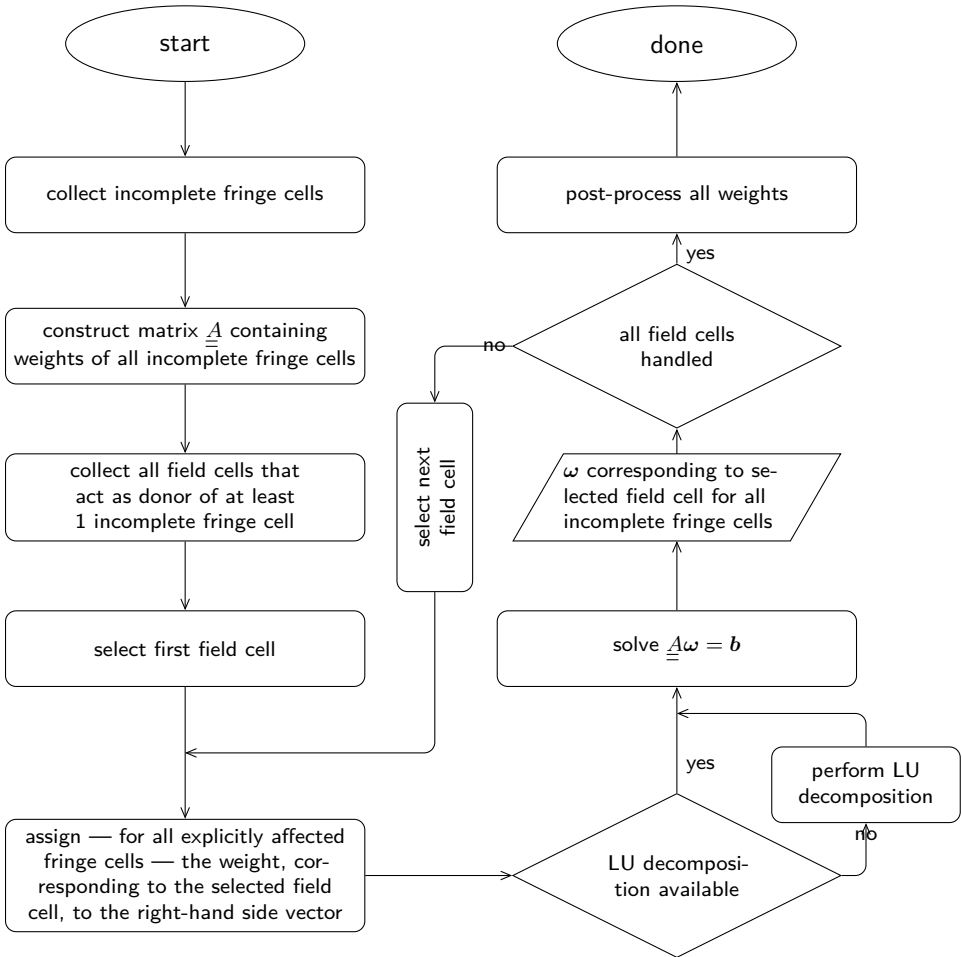 start
collect incomplete fringe cells
construct matrix A containing
weights of all incomplete fringe cells
collect all field cells that
act as donor of at least
1 incomplete fringe cell
select first field cell
assign — for all explicitly affected
fringe cells — the weight, cor-
responding to the selected field
cell, to the right-hand side vector
LU decomposi-
tion available
no
perform LU
decomposition
yes
solve Aω = b
ω corresponding to se-
lected field cell for all
incomplete fringe cells
all field cells
handled
no
select next
field cell
yes
post-process all weights
done